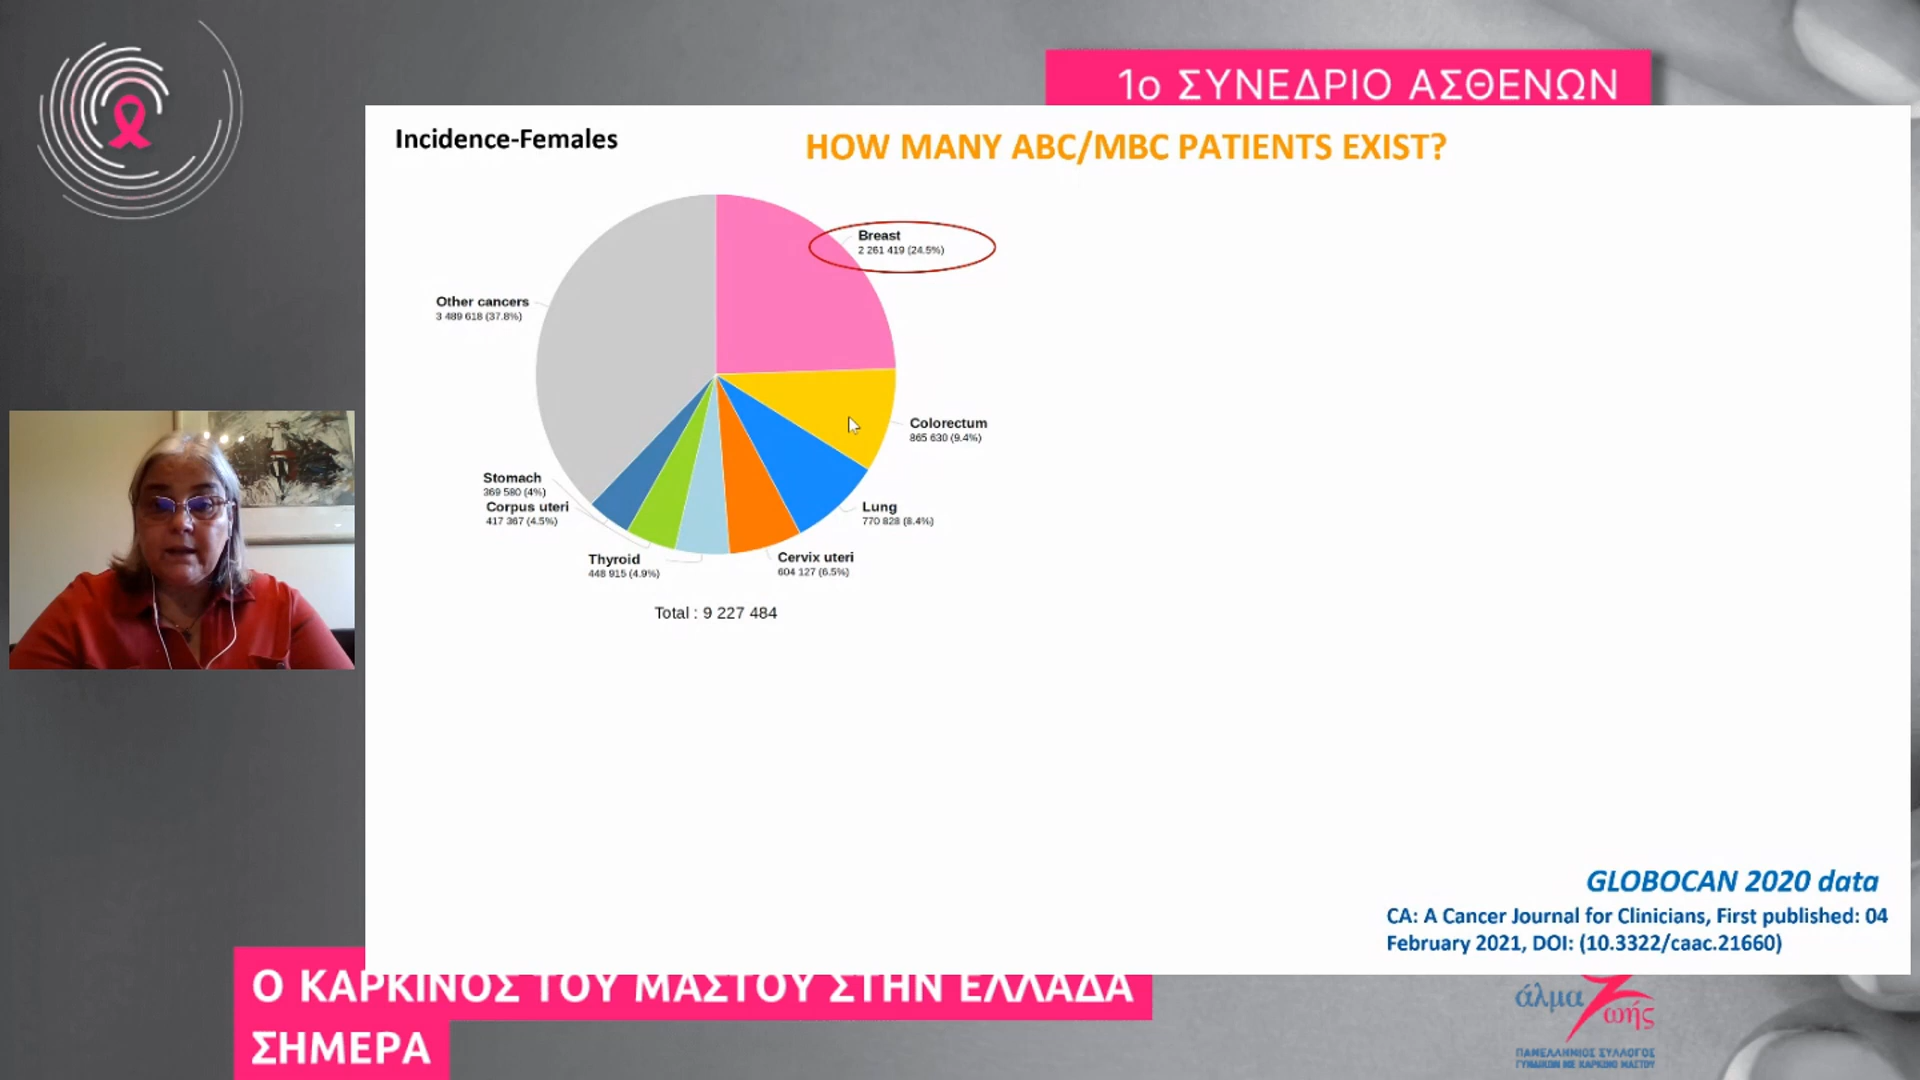 1ο ΣΥΝΕΔΡΙΟ ΑΣΘΕΝΩΝ
Incidence-Females
HOW MANY ABC/MBC PATIENTS EXIST?
Breast
2 261 419 (24.5%)
Other cancers
3 489 618 (37.8%)
Colorectum
865 630 (9.4%)
Stomach
369 580 (4%)
Corpus uteri
417 367 (4.5%)
Lung
770 828 (8.4%)
Thyroid
448 915 (4.9%)
Cervix uteri
604 127 (6.5%)
Total : 9 227 484
GLOBOCAN 2020 data
CA: A Cancer Journal for Clinicians, First published: 04
February 2021, DOI: (10.3322/caac.21660)
Ο ΚΑΡΚΙΝΟΣ ΤΟΥ ΜΑΣΤΟΥ ΣΤΗΝ ΕΛΛΑΔΑ
ΣΗΜΕΡΑ
άλμα
Ζωής
ΠΑΝΕΛΛΗΝΙΟΣ ΣΥΛΛΟΓΟΣ
ΓΥΝΑΙΚΩΝ ΜΕ ΚΑΡΚΙΝΟ ΜΑΣΤΟΥ